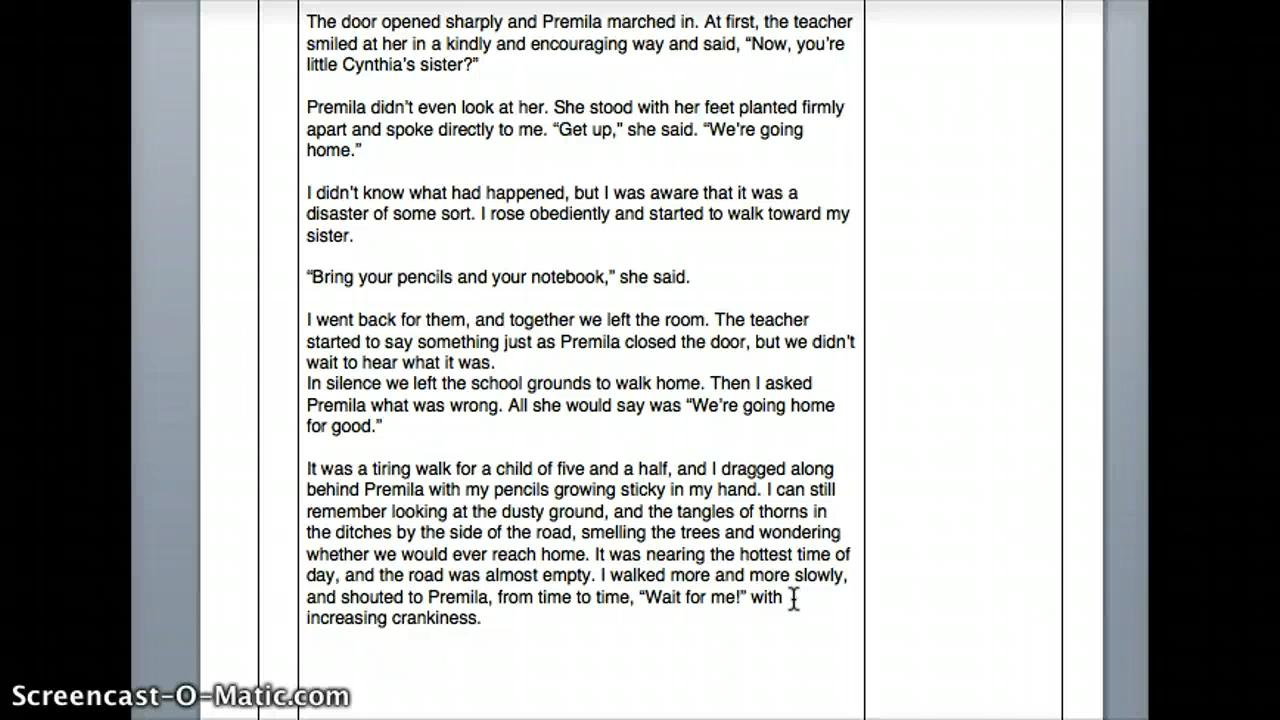 The door opened sharply and Premila marched in. At first, the teacher
smiled at her in a kindly and encouraging way and said, “Now, you’re
little Cynthia’s sister?”
Premila didn’t even look at her. She stood with her feet planted firmly
apart and spoke directly to me. “Get up,” she said. “We’re going
home.”
I didn’t know what had happened, but I was aware that it was a
disaster of some sort. I rose obediently and started to walk toward my
sister.
“Bring your pencils and your notebook,” she said.
I went back for them, and together we left the room. The teacher
started to say something just as Premila closed the door, but we didn’t
wait to hear what it was.
In silence we left the school grounds to walk home. Then I asked
Premila what was wrong. All she would say was “We’re going home
for good.”
It was a tiring walk for a child of five and a half, and I dragged along
behind Premila with my pencils growing sticky in my hand. I can still
remember looking at the dusty ground, and the tangles of thorns in
the ditches by the side of the road, smelling the trees and wondering
whether we would ever reach home. It was nearing the hottest time of
day, and the road was almost empty. I walked more and more slowly,
and shouted to Premila, from time to time, “Wait for me!” with
increasing crankiness.
Screencast-O-Matic.com